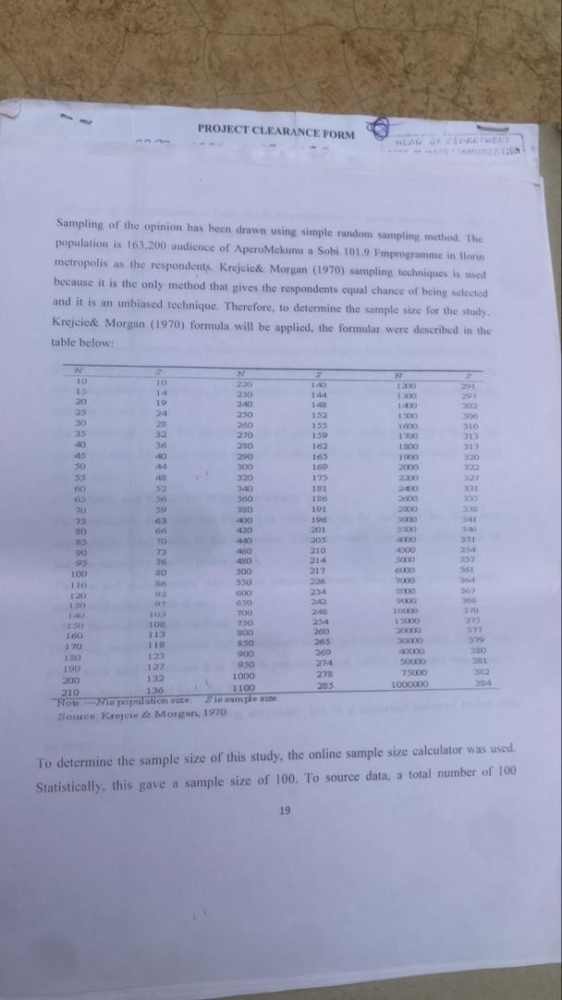 PROJECT CLEARANCE FORM
HEAD OF DEPARTMENT
Sampling of the opinion has been drawn using simple random sampling method. The
population is 163,200 audience of AperoMekunu a Sobi 101.9 Fmprogramme in Ilorin
metropolis as the respondents. Krejcie& Morgan (1970) sampling techniques is used
because it is the only method that gives the respondents equal chance of being selected
and it is an unbiased technique. Therefore, to determine the sample size for the study.
Krejcie& Morgan (1970) formula will be applied, the formular were described in the
table below:
N S N S N S
10 10 220 140 1200 291
15 14 230 144 1300 297
20 19 240 148 1400 302
25 24 250 152 1500 306
30 28 260 155 1600 310
35 32 270 159 1700 313
40 36 280 162 1800 317
45 40 290 165 1900 320
50 44 300 169 2000 322
55 48 320 175 2200 327
60 52 340 181 2400 331
65 56 360 186 2600 335
70 59 380 191 2800 338
75 63 400 196 3000 341
80 66 420 201 3500 346
85 70 440 205 4000 351
90 73 460 210 4500 354
95 76 480 214 5000 357
100 80 500 217 6000 361
110 86 550 226 7000 364
120 92 600 234 8000 367
130 97 650 242 9000 368
140 103 700 248 10000 370
150 108 750 254 15000 375
160 113 800 260 20000 377
170 118 850 265 30000 379
180 123 900 269 40000 380
190 127 950 274 50000 381
200 132 1000 278 75000 382
210 136 1100 285 1000000 384
Note.—N is population size. S is sample size.
Source: Krejcie & Morgan, 1970
To determine the sample size of this study, the online sample size calculator was used.
Statistically, this gave a sample size of 100. To source data, a total number of 100
19